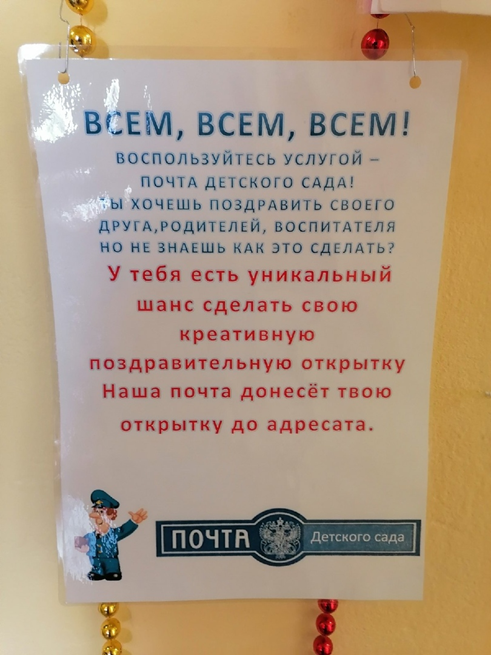 ВСЕМ, ВСЕМ, ВСЕМ!
ВОСПОЛЬЗУЙТЕСЬ УСЛУГОЙ –
ПОЧТА ДЕТСКОГО САДА!
ТЫ ХОЧЕШЬ ПОЗДРАВИТЬ СВОЕГО
ДРУГА,РОДИТЕЛЕЙ, ВОСПИТАТЕЛЯ
НО НЕ ЗНАЕШЬ КАК ЭТО СДЕЛАТЬ?
У тебя есть уникальный
шанс сделать свою
креативную
поздравительную открытку
Наша почта донесёт твою
открытку до адресата.
ПОЧТА Детского сада